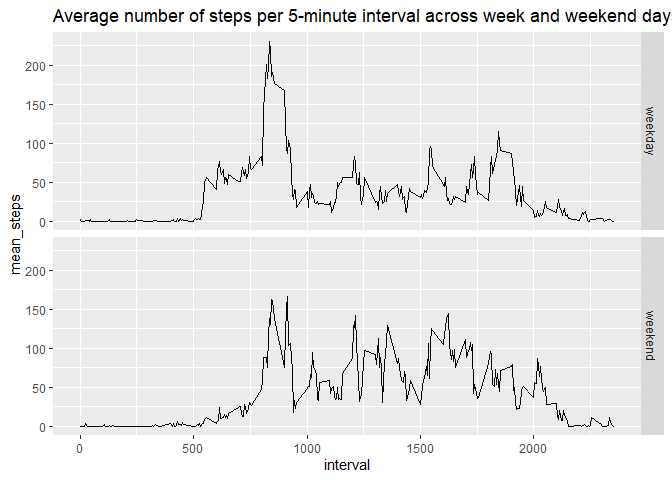 Average number of steps per 5-minute interval across week and weekend day
200
150
100
50
0
weekday
mean_steps
200
150
100
50
0
weekend
0 500 1000 1500 2000
interval